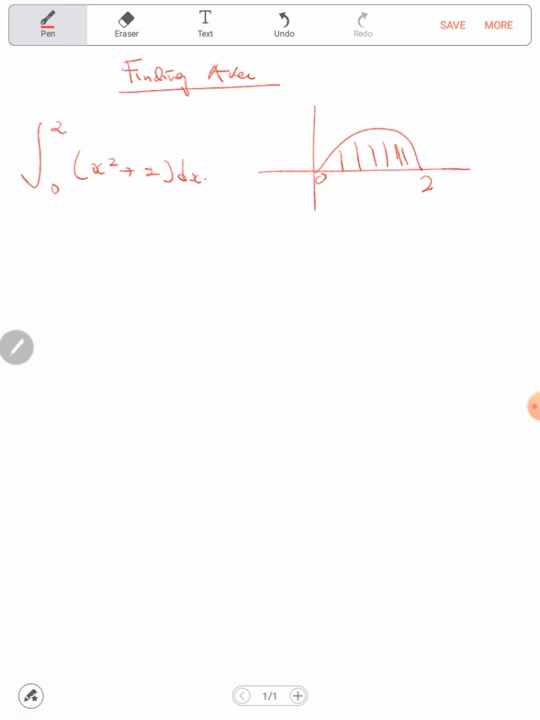 Pen Eraser Text Undo Redo SAVE MORE
Finding Area
∫₀² (x² + 2) dx.
0 2
1/1